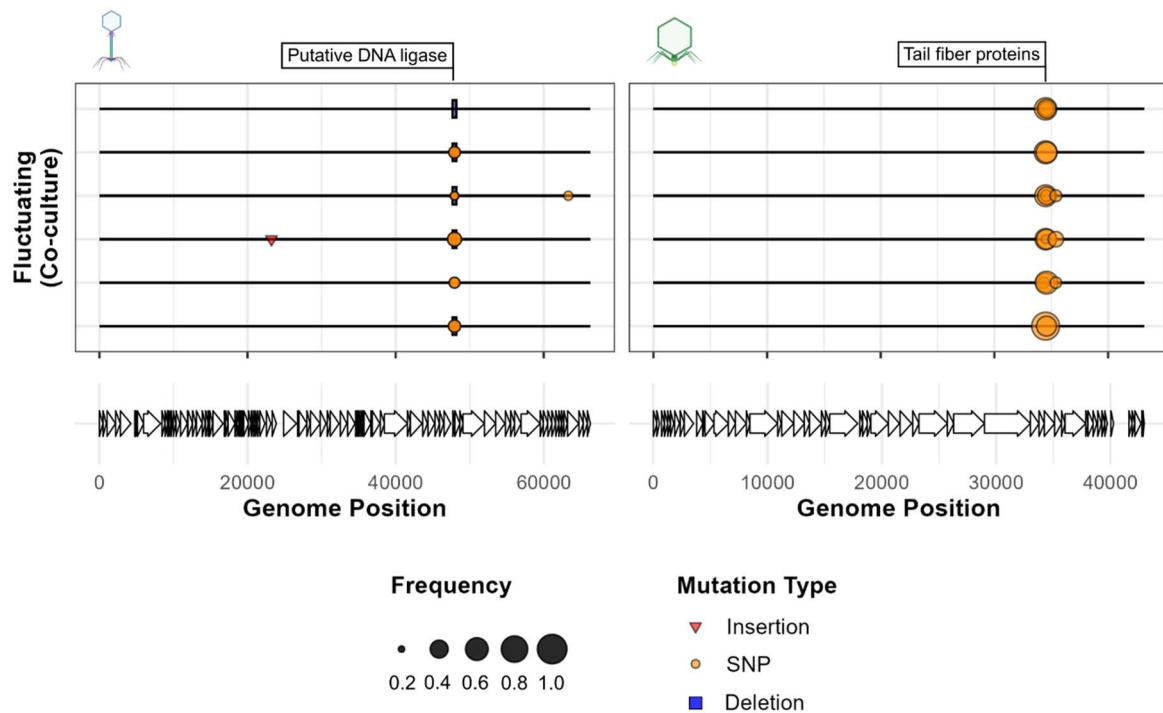 Putative DNA ligase
Tail fiber proteins
Fluctuating
(Co-culture)
0 20000 40000 60000
Genome Position
0 10000 20000 30000 40000
Genome Position
Frequency
0.2 0.4 0.6 0.8 1.0
Mutation Type
Insertion
SNP
Deletion